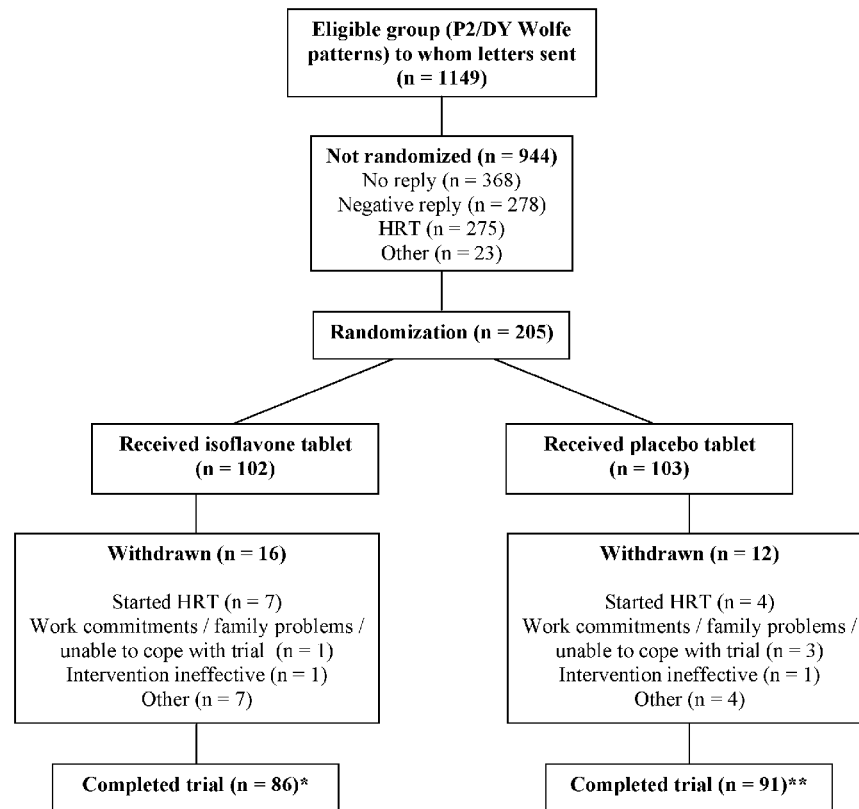 Eligible group (P2/DY Wolfe
patterns) to whom letters sent
(n = 1149)
Not randomized (n = 944)
No reply (n = 368)
Negative reply (n = 278)
HRT (n = 275)
Other (n = 23)
Randomization (n = 205)
Received isoflavone tablet
(n = 102)
Received placebo tablet
(n = 103)
Withdrawn (n = 16)
Started HRT (n = 7)
Work commitments / family problems /
unable to cope with trial (n = 1)
Intervention ineffective (n = 1)
Other (n = 7)
Withdrawn (n = 12)
Started HRT (n = 4)
Work commitments / family problems /
unable to cope with trial (n = 3)
Intervention ineffective (n = 1)
Other (n = 4)
Completed trial (n = 86)*
Completed trial (n = 91)**